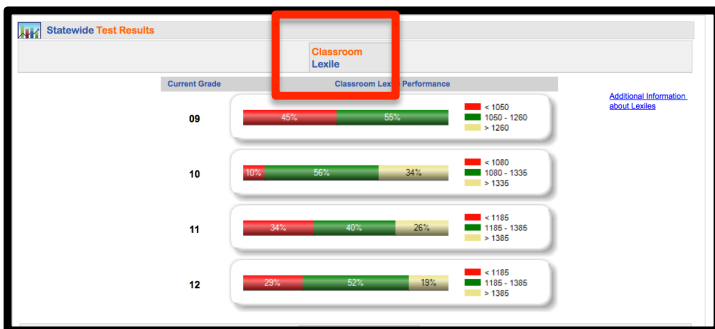 Statewide Test Results
Classroom
Lexile
Current Grade Classroom Lexile Performance
Additional Information
about Lexiles
09 45% 55%
< 1050
1050 - 1260
> 1260
10 10% 56% 34%
< 1080
1080 - 1335
> 1335
11 34% 40% 26%
< 1185
1185 - 1385
> 1385
12 29% 52% 19%
< 1185
1185 - 1385
> 1385